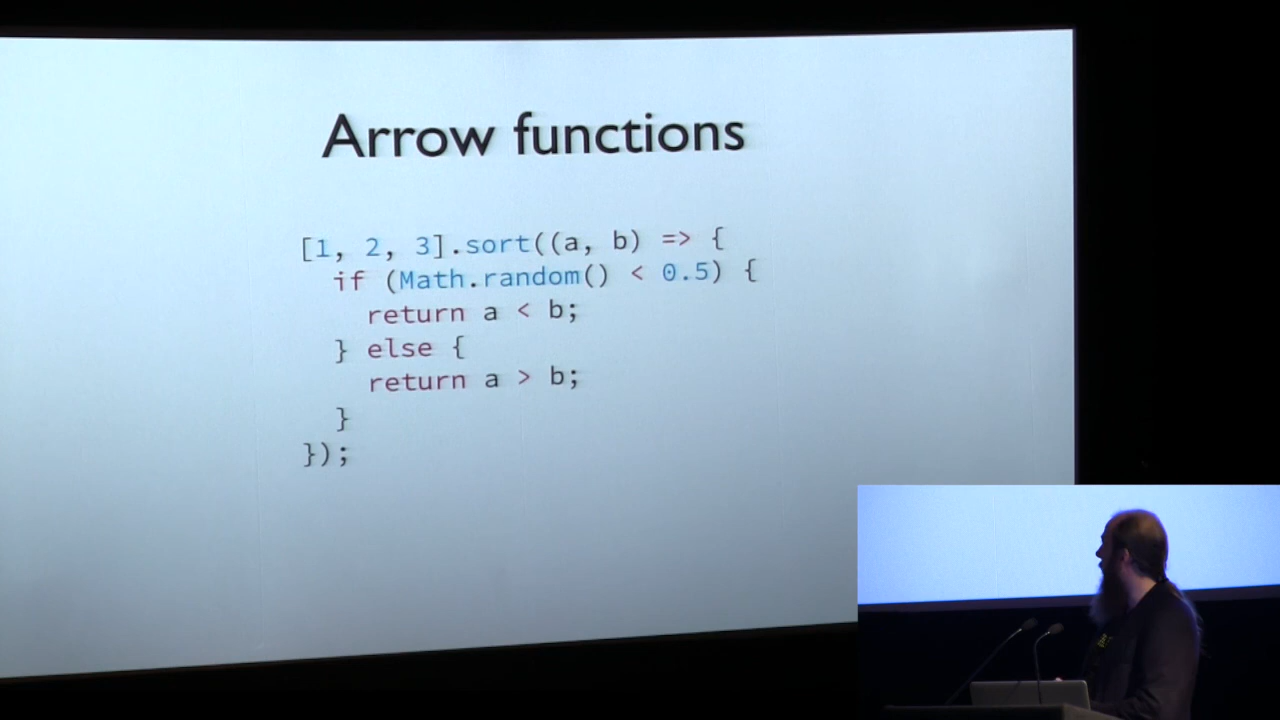 Arrow functions
[1, 2, 3].sort((a, b) => {
  if (Math.random() < 0.5) {
    return a < b;
  } else {
    return a > b;
  }
});